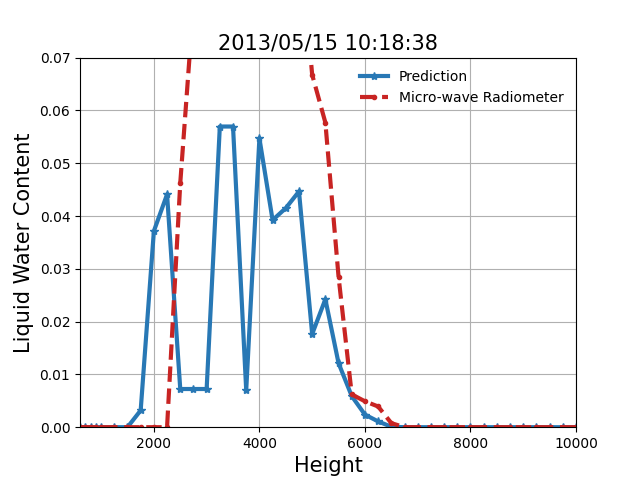 2013/05/15 10:18:38
Prediction
Micro-wave Radiometer
Liquid Water Content
0.07
0.06
0.05
0.04
0.03
0.02
0.01
0.00
2000 4000 6000 8000 10000
Height